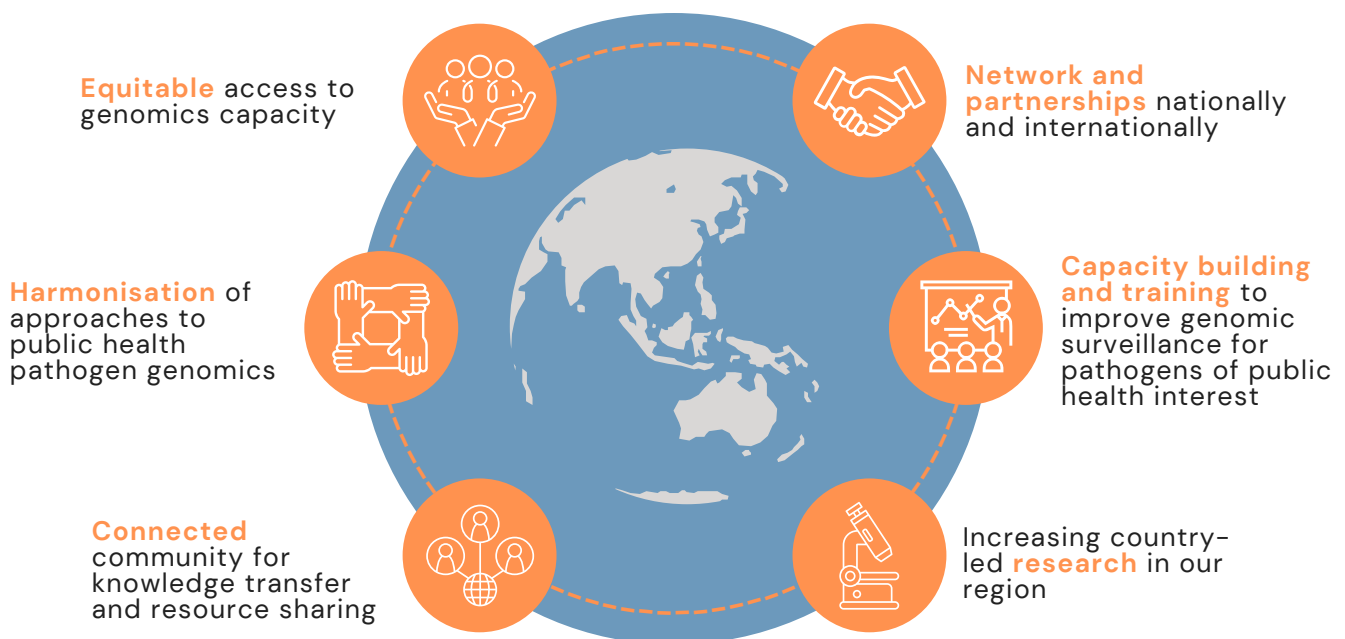 Equitable access to
genomics capacity
Network and
partnerships nationally
and internationally
Harmonisation of
approaches to
public health
pathogen genomics
Capacity building
and training to
improve genomic
surveillance for
pathogens of public
health interest
Connected
community for
knowledge transfer
and resource sharing
Increasing country-
led research in our
region